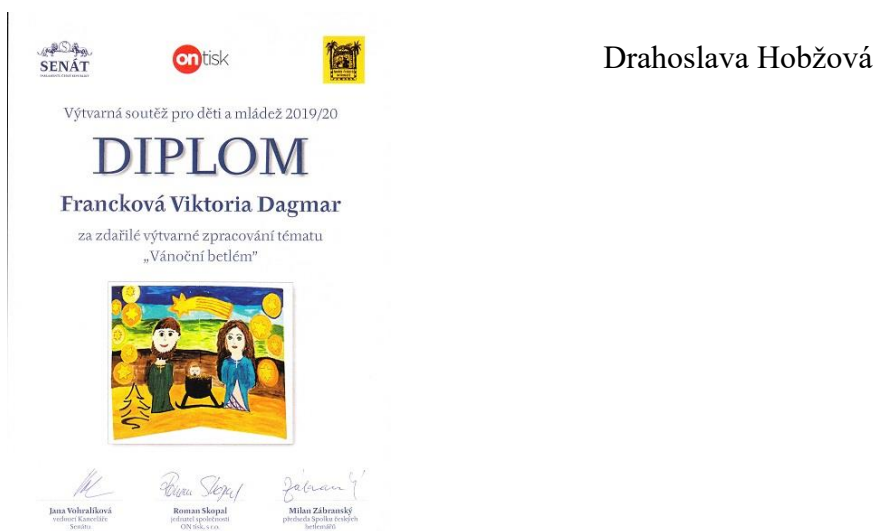 SENÁT
ontisk
Drahoslava Hobžová
Výtvarná soutěž pro děti a mládež 2019/20
DIPLOM
Francková Viktoria Dagmar
za zdařilé výtvarné zpracování tématu
„Vánoční betlém”
Jana Vohralíková
vedoucí Kanceláře
Senátu
Roman Skopal
jednatel společnosti
ON tisk, s.r.o.
Milan Zábranský
předseda Spolku českých
betlemářů